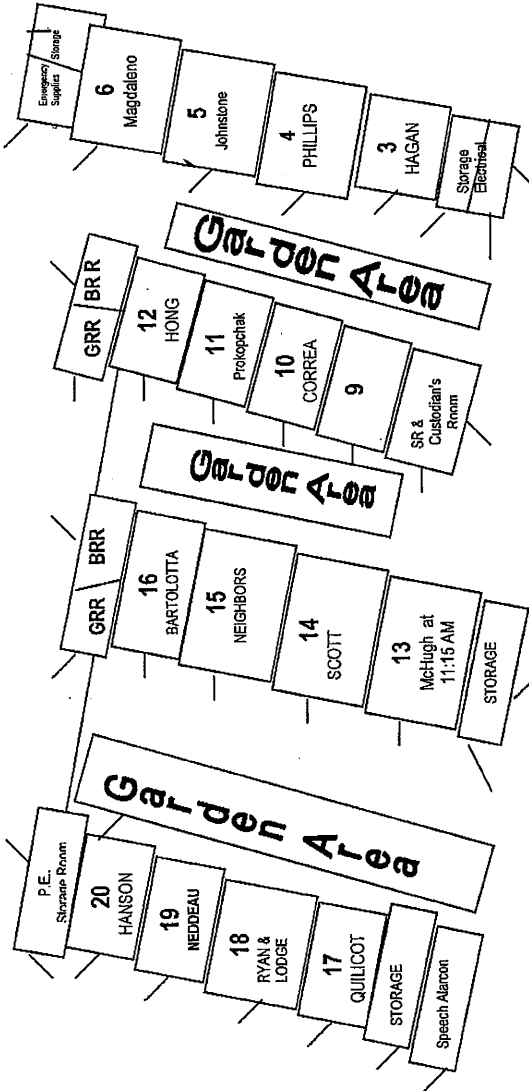 Emergency
Supplies
Storage
6
Magdaleno
5
Johnstone
4
PHILLIPS
3
HAGAN
Storage
Electrical
Garden Area
GRR
BR R
12
HONG
11
Prokopchak
10
CORREA
9
SR &
Custodian's
Room
Garden Area
GRR
BRR
16
BARTOLOTTA
15
NEIGHBORS
14
SCOTT
13
McHugh at
11:15 AM
STORAGE
Garden Area
P.E.
Storage Room
20
HANSON
19
NEDDEAU
18
RYAN &
LODGE
17
QUILICOT
STORAGE
Speech Alarcon